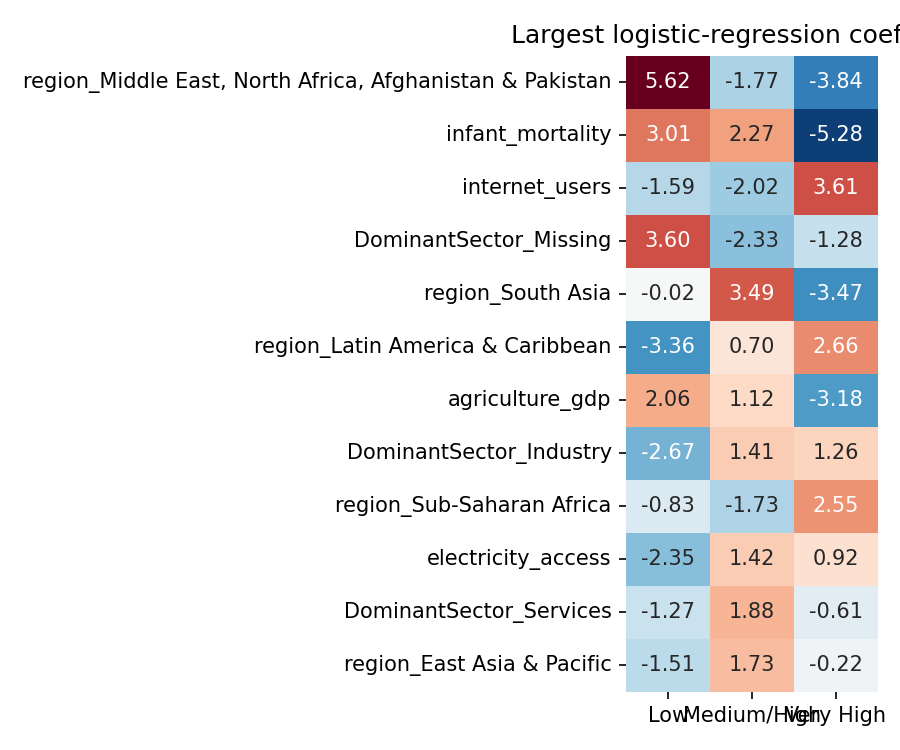 Largest logistic-regression coef
region_Middle East, North Africa, Afghanistan & Pakistan 5.62 -1.77 -3.84
infant_mortality 3.01 2.27 -5.28
internet_users -1.59 -2.02 3.61
DominantSector_Missing 3.60 -2.33 -1.28
region_South Asia -0.02 3.49 -3.47
region_Latin America & Caribbean -3.36 0.70 2.66
agriculture_gdp 2.06 1.12 -3.18
DominantSector_Industry -2.67 1.41 1.26
region_Sub-Saharan Africa -0.83 -1.73 2.55
electricity_access -2.35 1.42 0.92
DominantSector_Services -1.27 1.88 -0.61
region_East Asia & Pacific -1.51 1.73 -0.22
Low Medium/High Very High